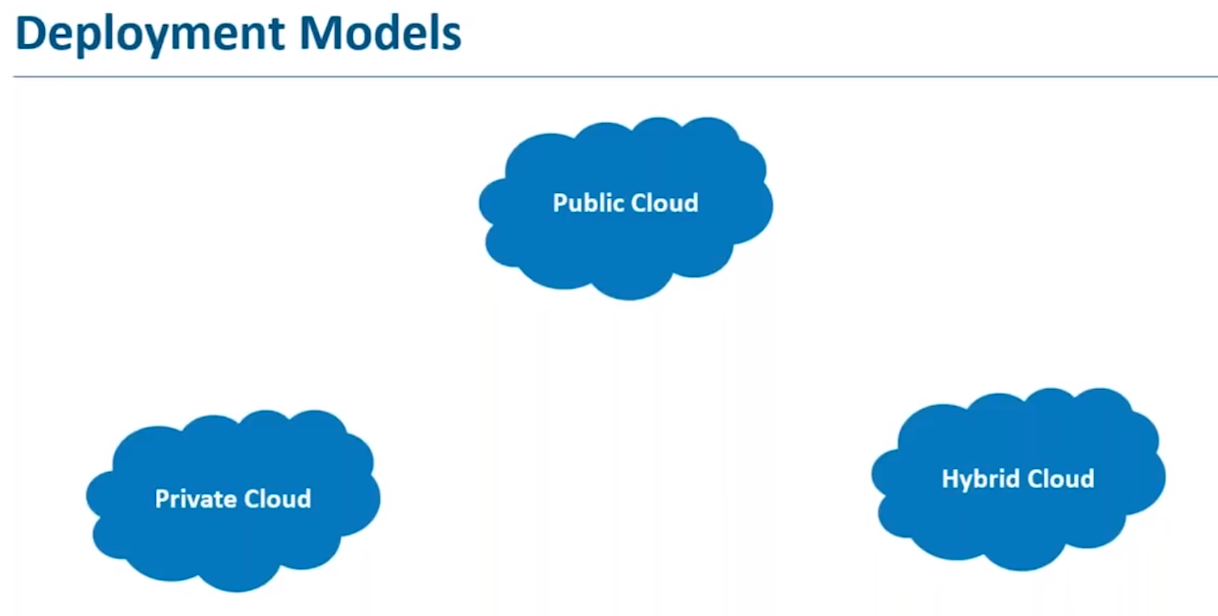 Deployment Models
Public Cloud
Private Cloud
Hybrid Cloud